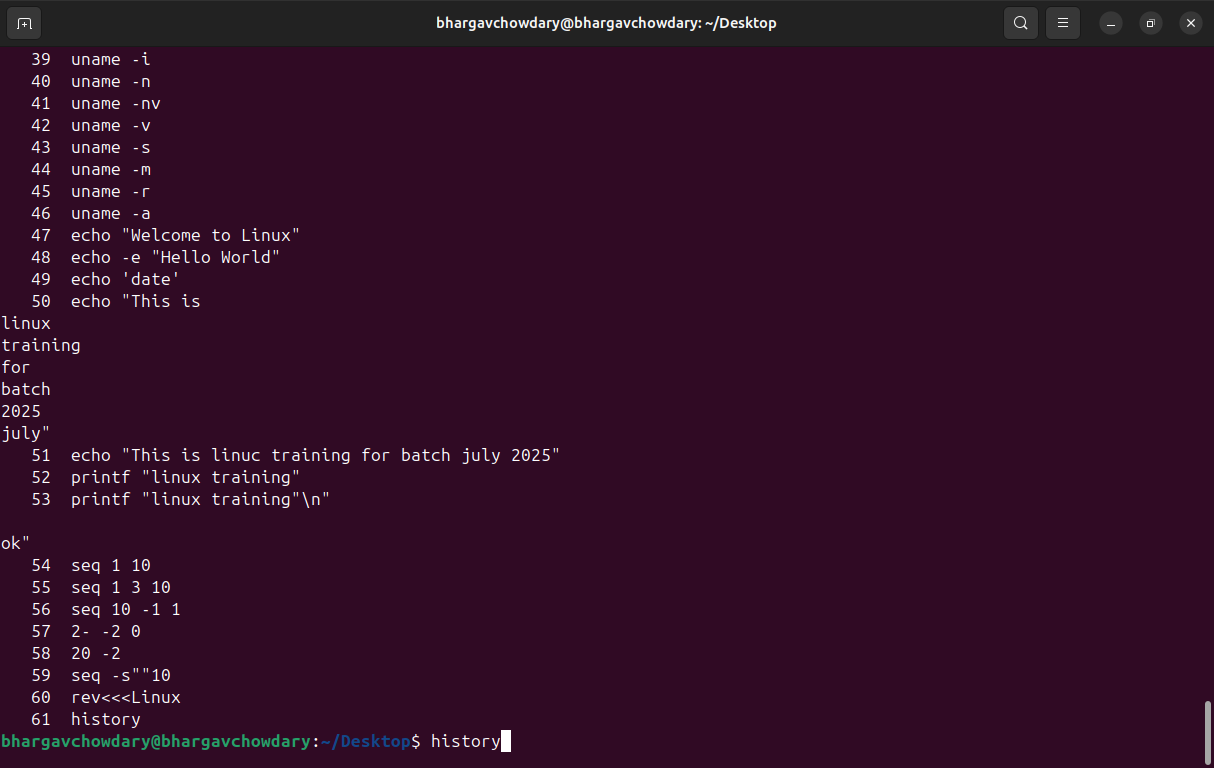 bhargavchowdary@bhargavchowdary: ~/Desktop
39 uname -i
40 uname -n
41 uname -nv
42 uname -v
43 uname -s
44 uname -m
45 uname -r
46 uname -a
47 echo "Welcome to Linux"
48 echo -e "Hello World"
49 echo 'date'
50 echo "This is
linux
training
for
batch
2025
july"
51 echo "This is linuc training for batch july 2025"
52 printf "linux training"
53 printf "linux training"\n"
ok"
54 seq 1 10
55 seq 1 3 10
56 seq 10 -1 1
57 2- -2 0
58 20 -2
59 seq -s""10
60 rev<<<Linux
61 history
bhargavchowdary@bhargavchowdary:~/Desktop$ history